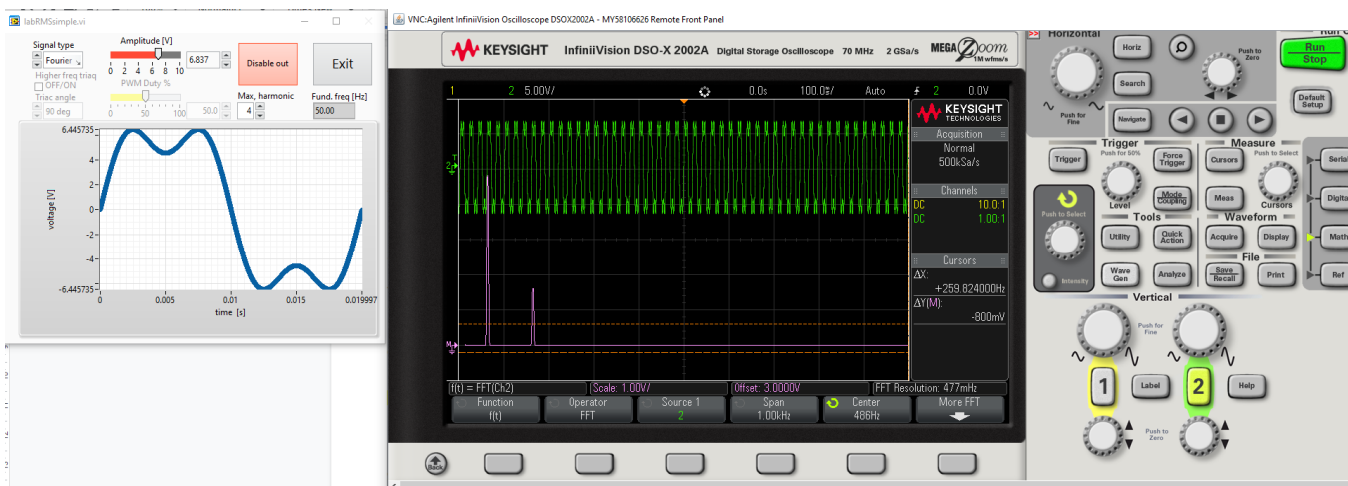 labRMSsimple.vi
Signal type
Fourier
Higher freq triaq
OFF/ON
Triac angle
90 deg
Amplitude [V]
0 2 4 6 8 10
6.837
PWM Duty %
0 50 100
50.0
Disable out
Exit
Max, harmonic
4
Fund. freq [Hz]
50.00
6.445735
4
2
0
-2
-4
-6.445735
voltage [V]
0 0.005 0.01 0.015 0.019997
time [s]
VNC:Agilent InfiniiVision Oscilloscope DSOX2002A - MY58106626 Remote Front Panel
KEYSIGHT InfiniiVision DSO-X 2002A Digital Storage Oscilloscope 70 MHz 2 GSa/s MEGA Zoom
1M wfms/s
1 2 5.00V/ 0.0s 100.0 Auto 2 0.0V
KEYSIGHT
TECHNOLOGIES
Acquisition
Normal
500kSa/s
Channels
DC 10.0:1
DC 1.00:1
Cursors
ΔX:
+259.824000Hz
ΔY(M):
-800mV
T
2
M
f(t) = FFT(Ch2) Scale: 1.00V/ Offset: 3.0000V FFT Resolution: 477mHz
Function
f(t)
Operator
FFT
Source 1
2
Span
1.00kHz
Center
486Hz
More FFT
Back
>>
Horizontal
Push for
Fine
Horiz
Search
Navigate
Push to
Zero
Run
Stop
Default
Setup
Trigger
Trigger
Push for 50%
Level
Force
Trigger
Mode
Coupling
Measure
Cursors
Meas
Push to Select
Cursors
Push to Select
Intensity
Tools
Utility
Quick
Action
Wave
Gen
Analyze
Waveform
Acquire
Display
File
Save
Recall
Print
Serial
Digita
Math
Ref
Vertical
Push for
Fine
1
Label
2
Help
Push to
Zero